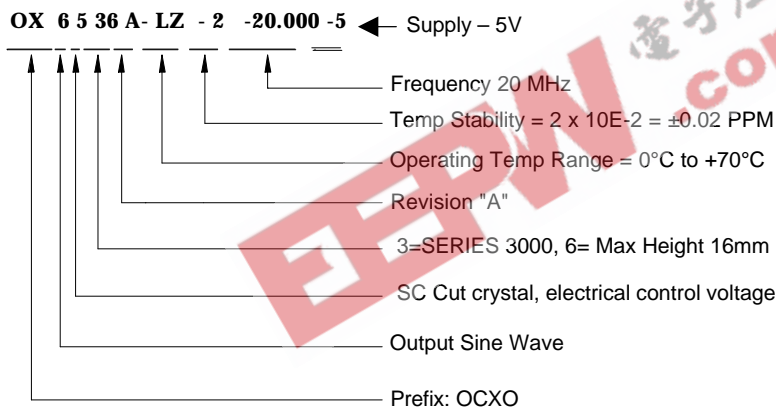 OX 6 5 36 A- LZ - 2 -20.000 -5
Supply – 5V
Frequency 20 MHz
Temp Stability = 2 x 10E-2 = ±0.02 PPM
Operating Temp Range = 0°C to +70°C
Revision "A"
3=SERIES 3000, 6= Max Height 16mm
SC Cut crystal, electrical control voltage
Output Sine Wave
Prefix: OCXO
EEPW
.co